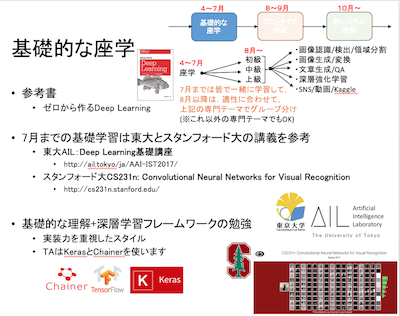 4〜7月
8〜9月
10月〜
基礎的な
座学
プロトタイプ
作成
基礎的な座学
Deep
Learning
4〜7月
座学
8月〜
初級
中級
上級
・画像認識/検出/領域分割
・画像生成/変換
・文章生成/QA
・深層強化学習
・SNS/動画/Kaggle
7月までは皆で一緒に学習して、
8月以降は、適性に合わせて、
上記の専門テーマでグループ分け
(※これ以外の専門テーマでもOK)
• 参考書
• ゼロから作るDeep Learning
• 7月までの基礎学習は東大とスタンフォード大の講義を参考
• 東大AIL:Deep Learning基礎講座
• http://ail.tokyo/ja/AAI-IST2017/
• スタンフォード大CS231n: Convolutional Neural Networks for Visual Recognition
• http://cs231n.stanford.edu/
• 基礎的な理解+深層学習フレームワークの勉強
• 実装力を重視したスタイル
• TAはKerasとChainerを使います
Chainer
TensorFlow
K Keras
東京大学
AIL
Artificial
Intelligence
Laboratory
The University of Tokyo
CS231n: Convolutional Neural Networks for Visual Recognition